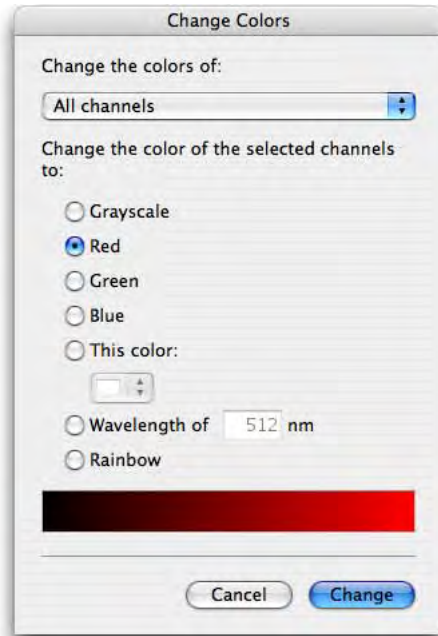 Change Colors
Change the colors of:
All channels
Change the color of the selected channels
to:
Grayscale
Red
Green
Blue
This color:
Wavelength of 512 nm
Rainbow
Cancel Change